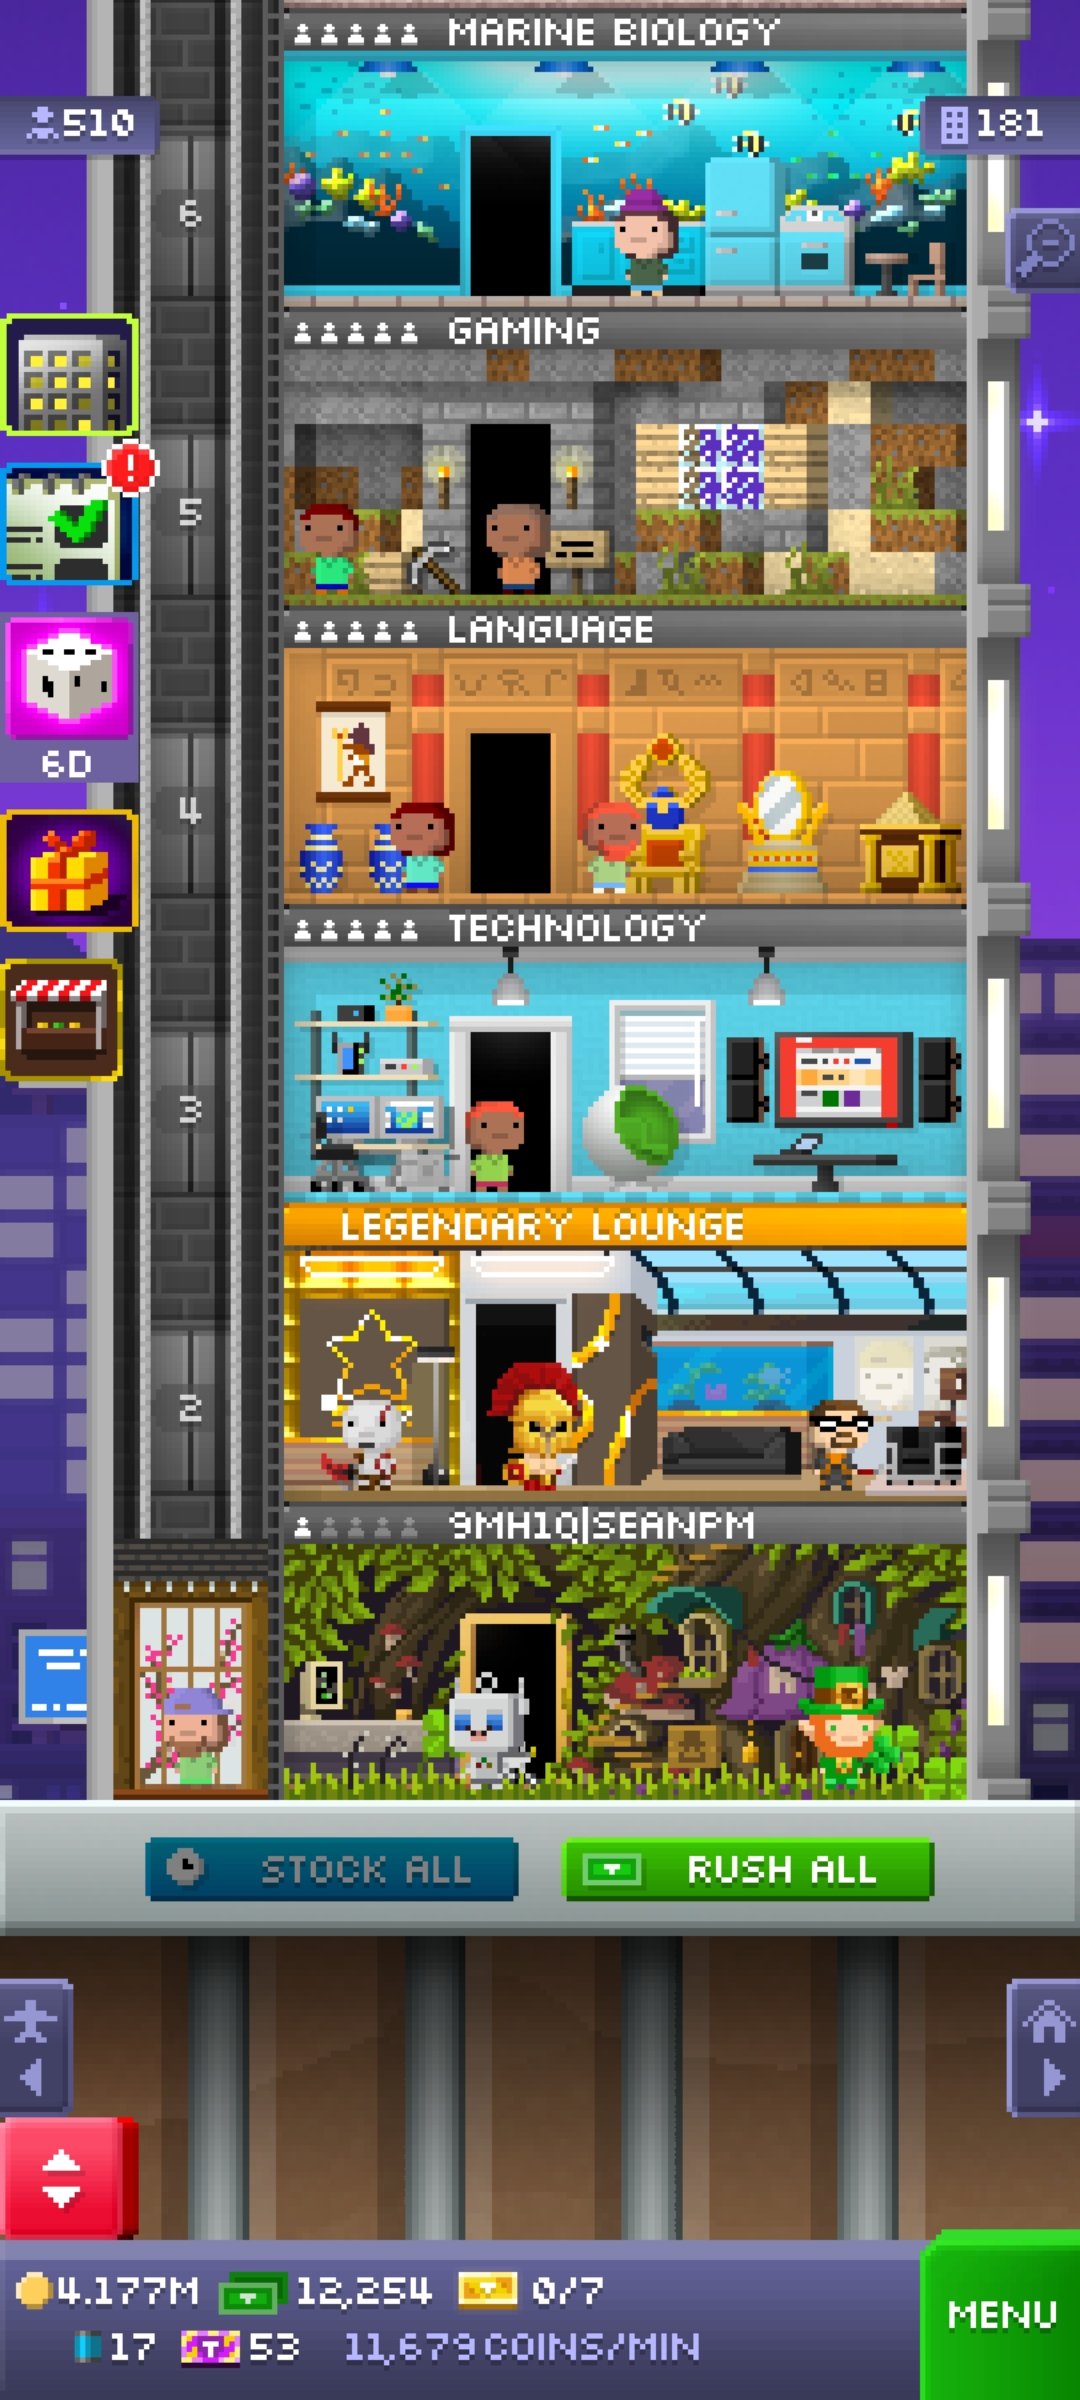 MARINE BIOLOGY
510
181
6
GAMING
5
LANGUAGE
6D
4
TECHNOLOGY
3
LEGENDARY LOUNGE
2
9MH1Q|SEANPM
STOCK ALL
RUSH ALL
4.177M 12,254 0/7
17 53 11,679 COINS/MIN
MENU